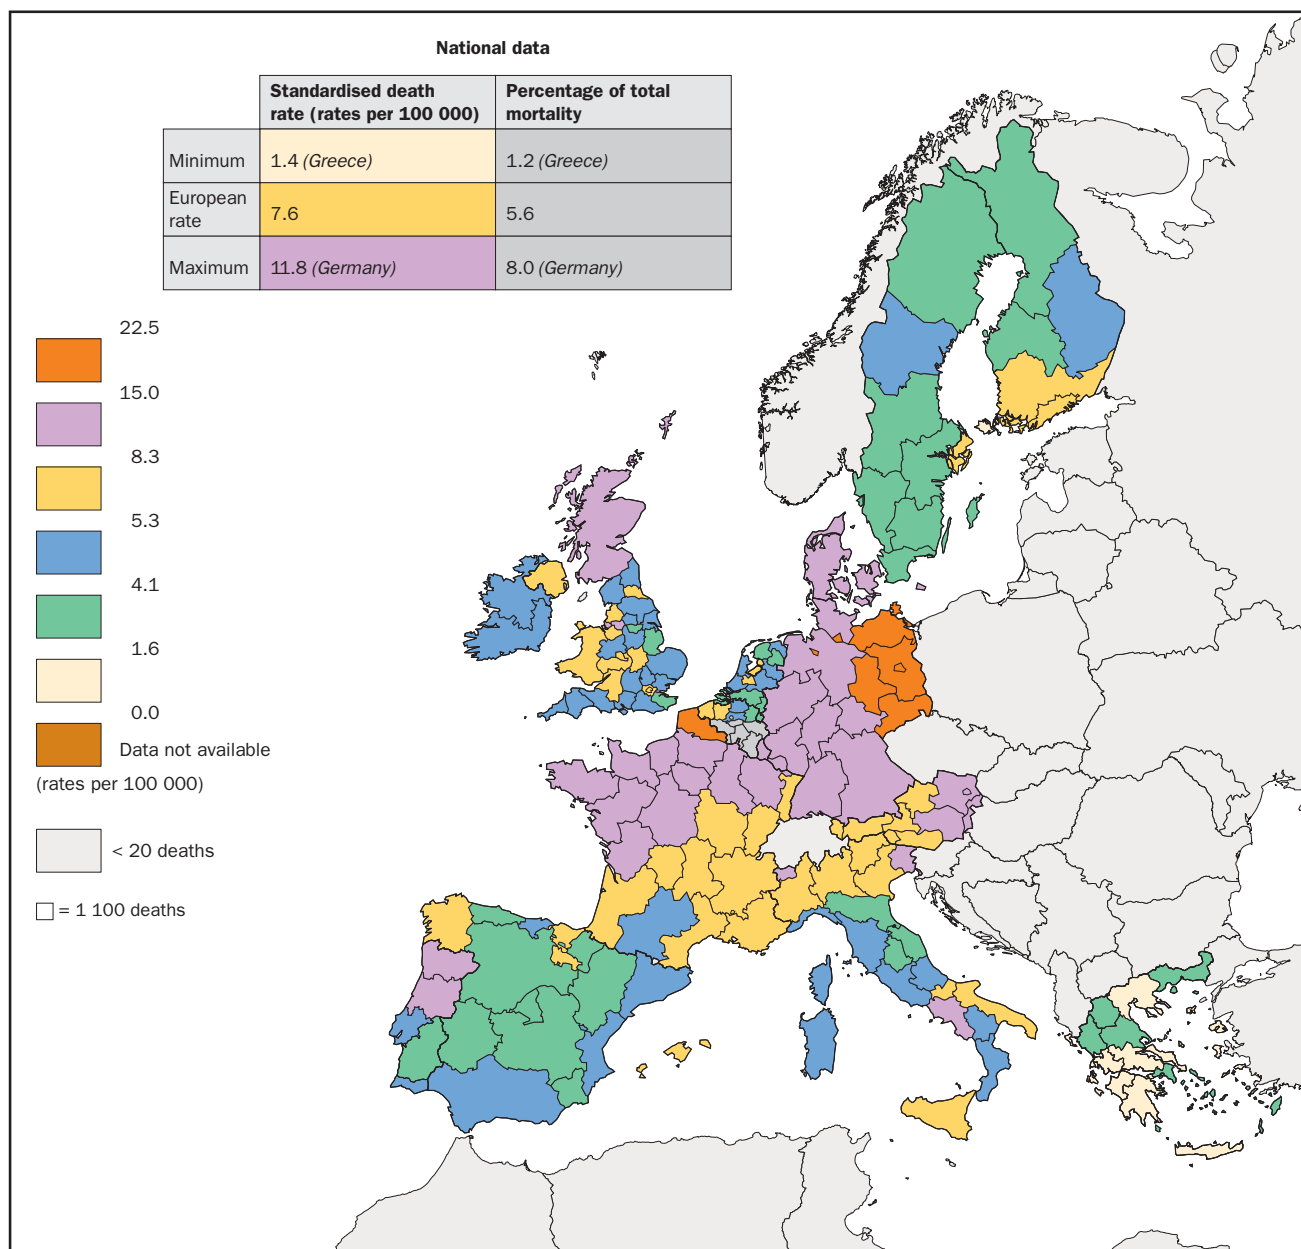 National data
Standardised death
rate (rates per 100 000)
Percentage of total
mortality
Minimum
1.4 (Greece)
1.2 (Greece)
European
rate
7.6
5.6
Maximum
11.8 (Germany)
8.0 (Germany)
22.5
15.0
8.3
5.3
4.1
1.6
0.0
Data not available
(rates per 100 000)
< 20 deaths
= 1 100 deaths